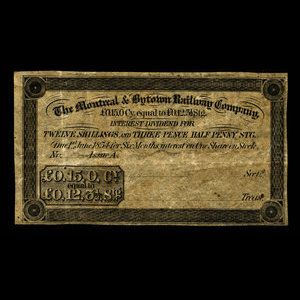 The Montreal & Bytown Railway Company
£0.15.0 Cy. equal to £0.12.3½ Stg.
INTEREST DIVIDEND FOR
TWELVE SHILLINGS, AND THREE PENCE HALF PENNY STG.
Due 1st June 1854 for Six Months interest on One Share in Stock,
No. Issue A.
Secty.
£0.15.0. Cy.
equal to
£0.12.3½ Stg.
Treasr.